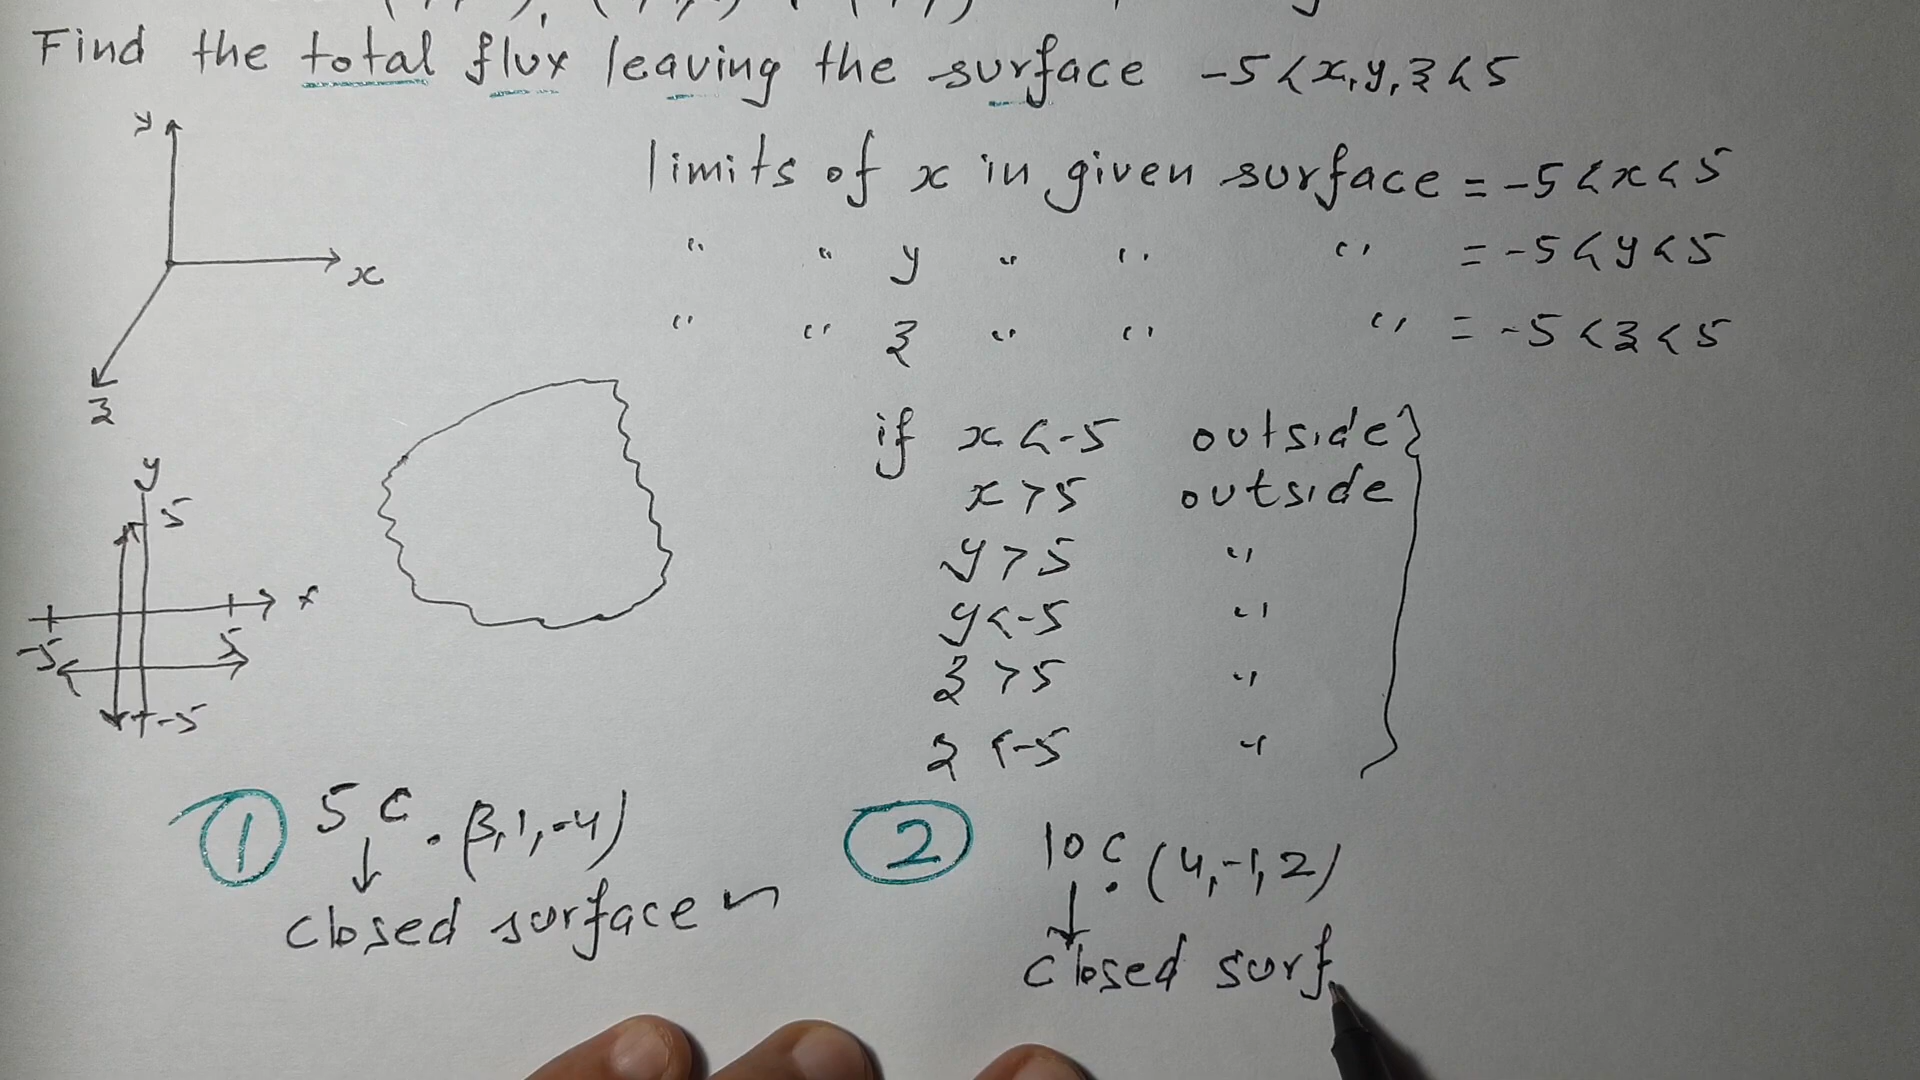 Find the total flux leaving the surface -5<x,y,z<5
limits of x in given surface = -5<x<5
" " y " " " = -5<y<5
" " z " " " = -5<z<5
y
x
z
if x<-5 outside}
x>5 outside
y>5 "
y<-5 "
z>5 "
z<-5 "
y
5
x
-5
5
-5
① 5C . (3,1,-4)
closed surface
② 10C . (4,-1,2)
closed surf